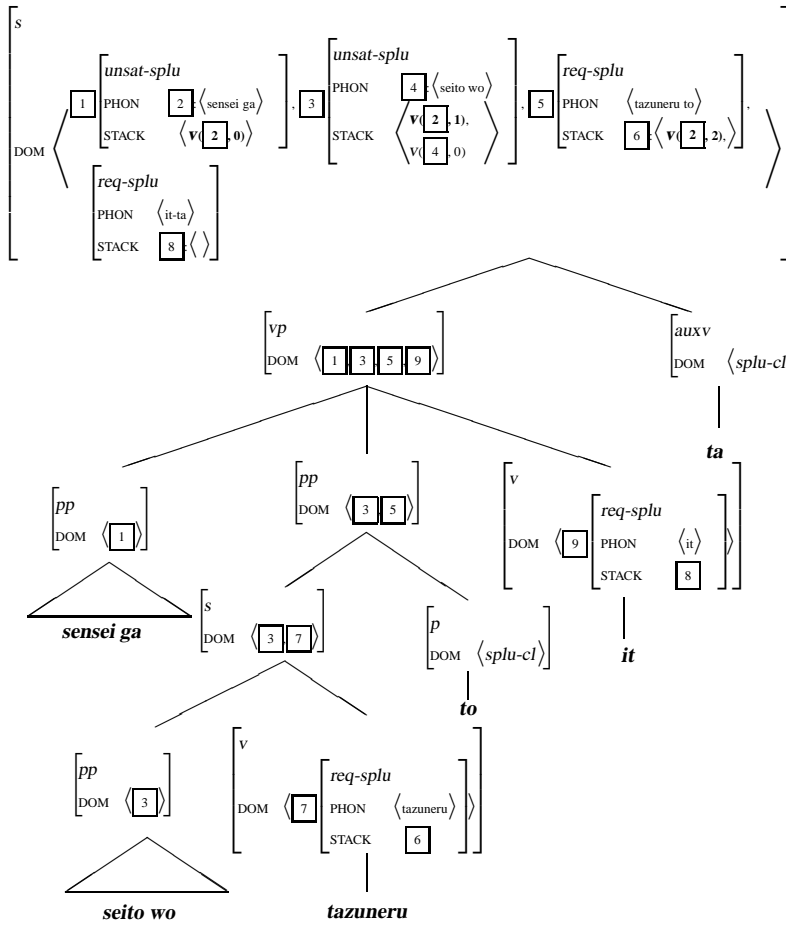 s
unsat-splu
PHON 2:⟨sensei ga⟩
STACK ⟨v(2,0)⟩
1
, 3
unsat-splu
PHON 4:⟨seito wo⟩
STACK ⟨v(2,1),
v(4,0)⟩
, 5
req-splu
PHON ⟨tazuneru to⟩
STACK 6:⟨v(2,2),⟩
,
DOM
req-splu
PHON ⟨it-ta⟩
STACK 8:⟨ ⟩
vp
DOM ⟨1,3,5,9⟩
auxv
DOM ⟨splu-cl
ta
pp
DOM ⟨1⟩
sensei ga
pp
DOM ⟨3,5⟩
v
DOM ⟨9
req-splu
PHON ⟨it⟩
STACK 8
⟩
it
s
DOM ⟨3,7⟩
p
DOM ⟨splu-cl⟩
to
pp
DOM ⟨3⟩
seito wo
v
DOM ⟨7
req-splu
PHON ⟨tazuneru⟩
STACK 6
⟩
tazuneru